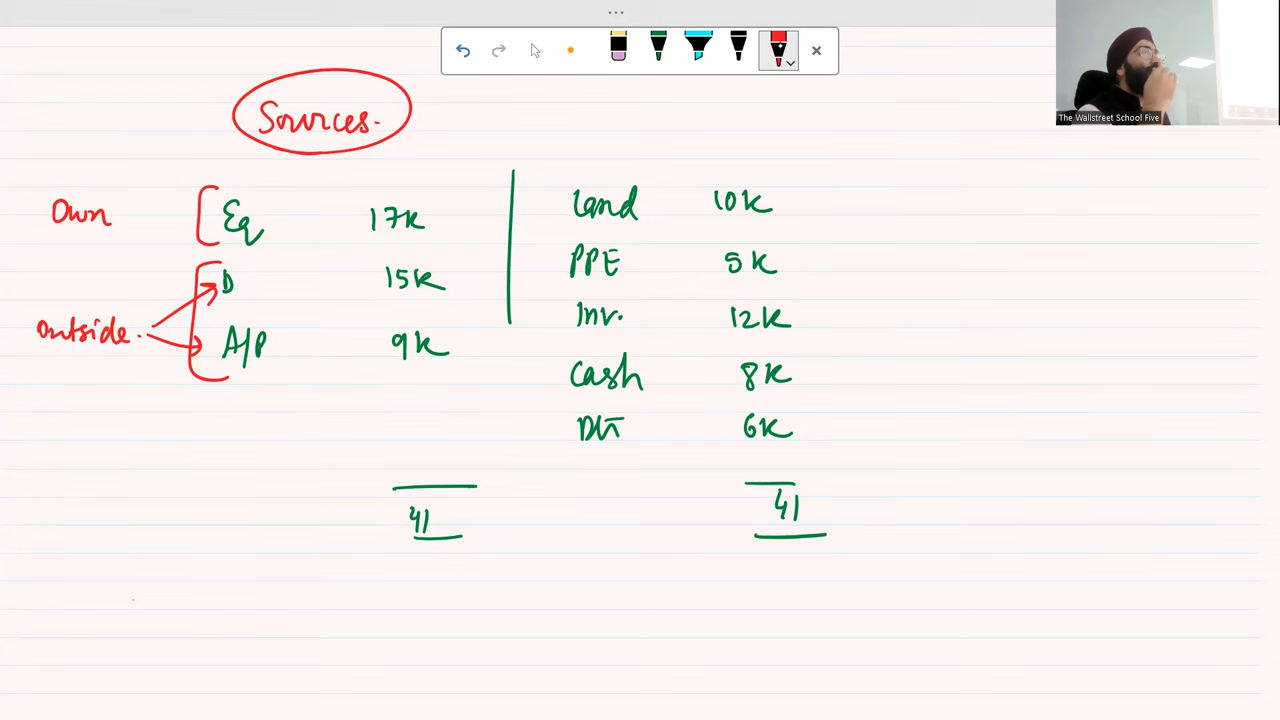 The Wallstreet School Five
Sources.
Own
Eq 17K
D 15K
Outside.
A/P 9K
41
Land 10K
PPE 5K
Inv. 12K
Cash 8K
6K
41